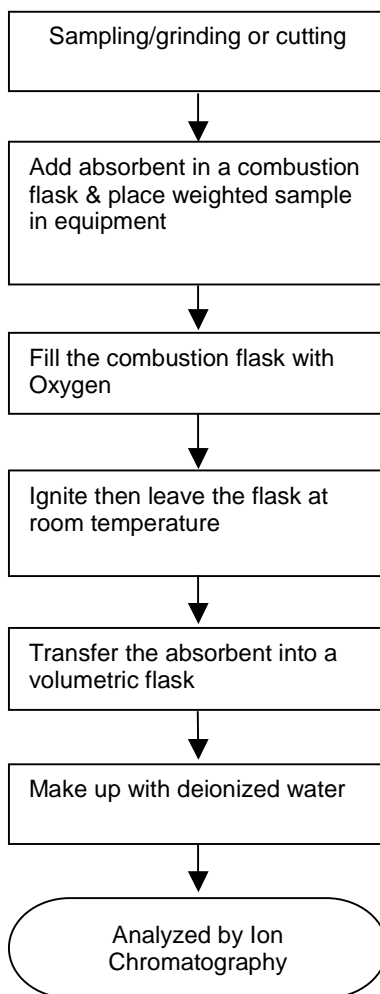 Sampling/grinding or cutting
Add absorbent in a combustion
flask & place weighted sample
in equipment
Fill the combustion flask with
Oxygen
Ignite then leave the flask at
room temperature
Transfer the absorbent into a
volumetric flask
Make up with deionized water
Analyzed by Ion
Chromatography